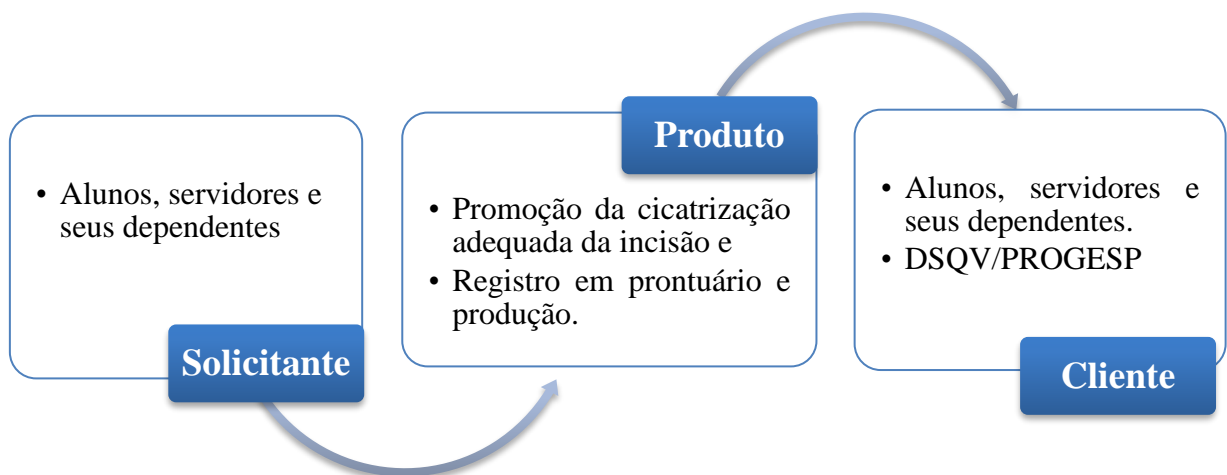 • Alunos, servidores e
seus dependentes
Solicitante
Produto
• Promoção da cicatrização
adequada da incisão e
• Registro em prontuário e
produção.
• Alunos, servidores e
seus dependentes.
• DSQV/PROGESP
Cliente